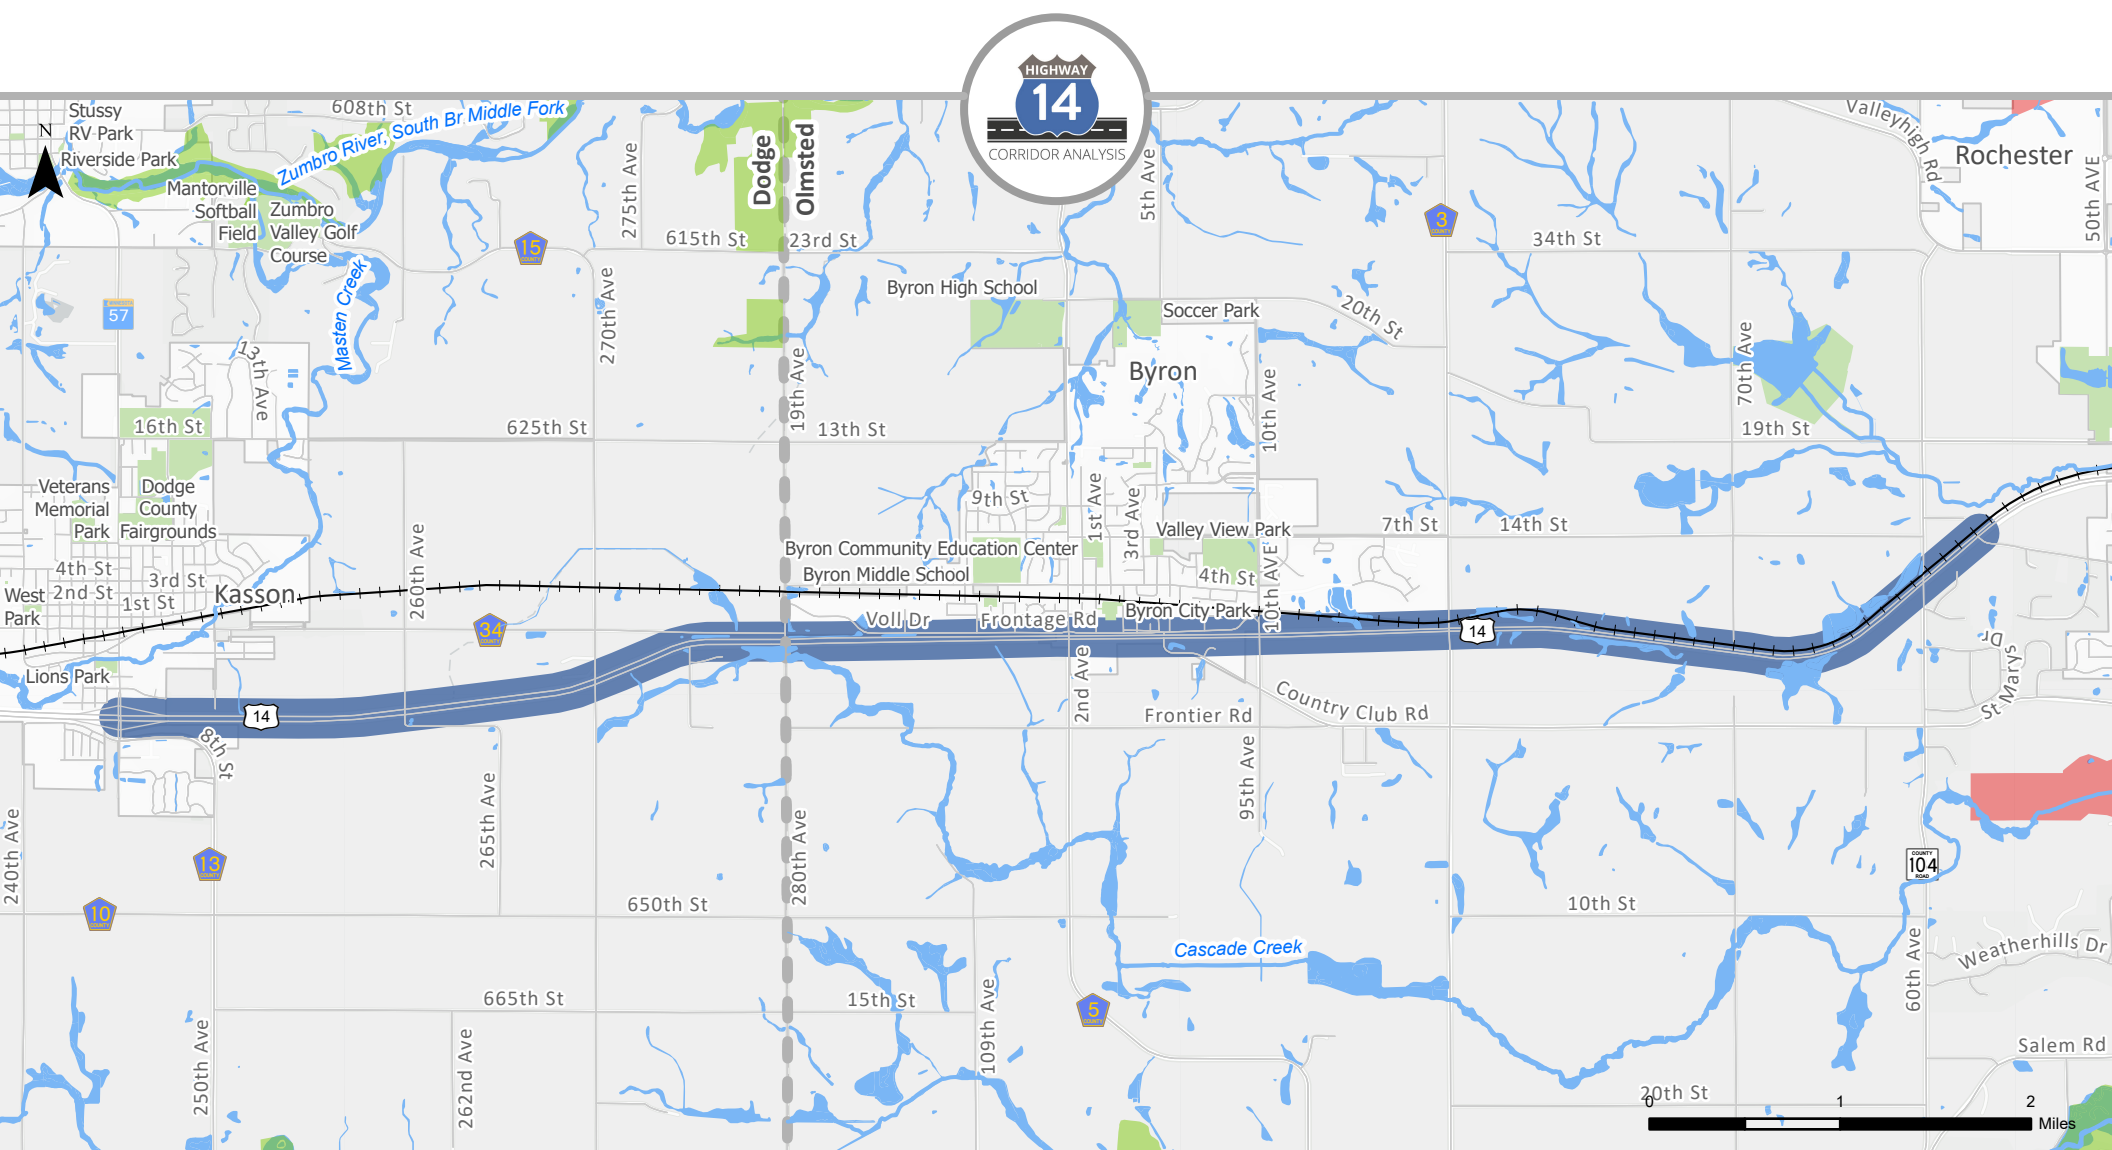 HIGHWAY
14
CORRIDOR ANALYSIS
Stussy
RV Park
608th St
Zumbro River, South Br Middle Fork
N
Riverside Park
Mantorville
Softball
Field
Zumbro
Valley Golf
Course
Masten Creek
275th Ave
Dodge
Olmsted
5th Ave
3
COUNTY
Valleyhigh Rd
Rochester
50th AVE
15
COUNTY
615th St
23rd St
34th St
57
270th Ave
Byron High School
Soccer Park
20th St
13th Ave
19th Ave
Byron
10th Ave
70th Ave
16th St
625th St
13th St
19th St
Veterans
Memorial
Park
Dodge
County
Fairgrounds
9th St
1st Ave
3rd Ave
Valley View Park
7th St
14th St
260th Ave
Byron Community Education Center
Byron Middle School
4th St
3rd St
2nd St
1st St
West
Park
Kasson
4th St
10th AVE
Byron City Park
34
COUNTY
Voll Dr
Frontage Rd
14
Lions Park
2nd Ave
Dr
St Marys
14
8th St
Country Club Rd
Frontier Rd
265th Ave
95th Ave
240th Ave
280th Ave
13
COUNTY
COUNTY
104
ROAD
10
COUNTY
650th St
10th St
Cascade Creek
60th Ave
Weatherhills Dr
665th St
15th St
109th Ave
5
COUNTY
250th Ave
262nd Ave
Salem Rd
20th St
0
1
2
Miles